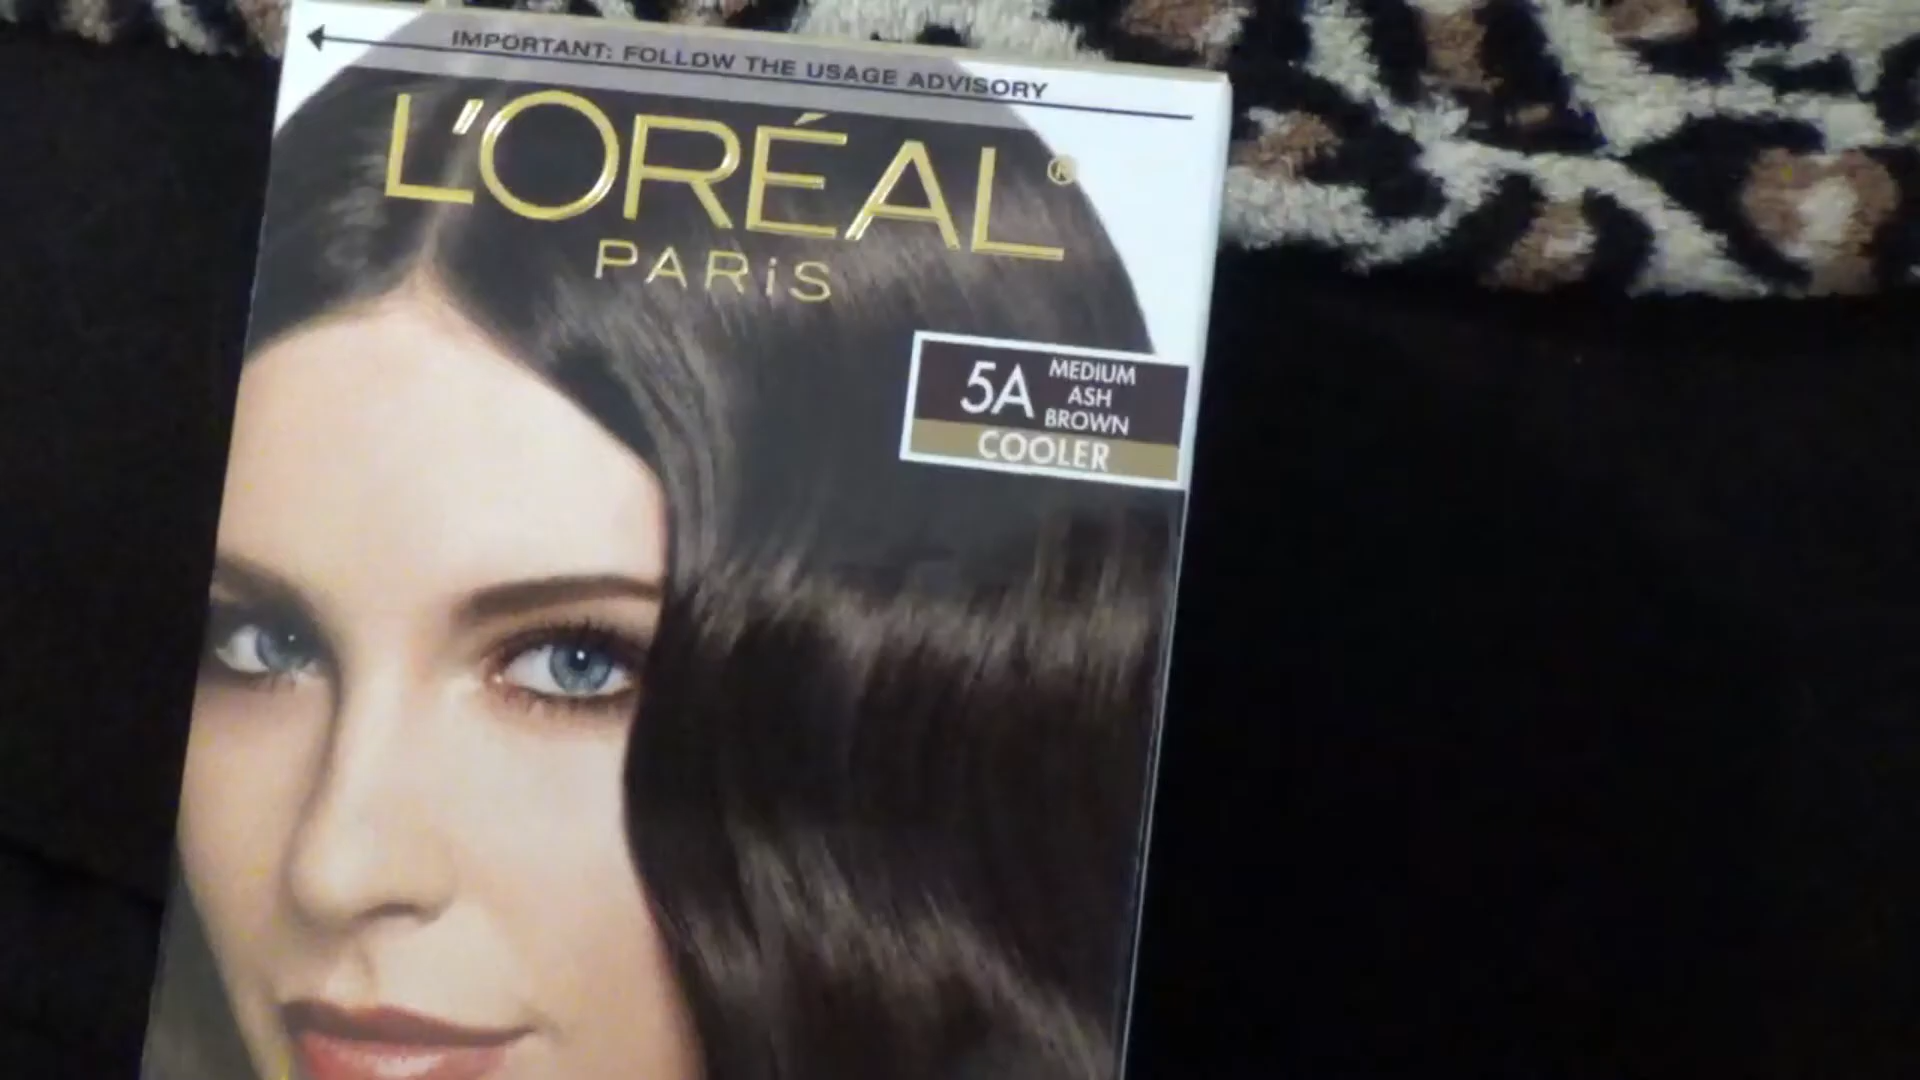 IMPORTANT: FOLLOW THE USAGE ADVISORY
L'ORÉAL®
PARiS
5A MEDIUM
ASH
BROWN
COOLER